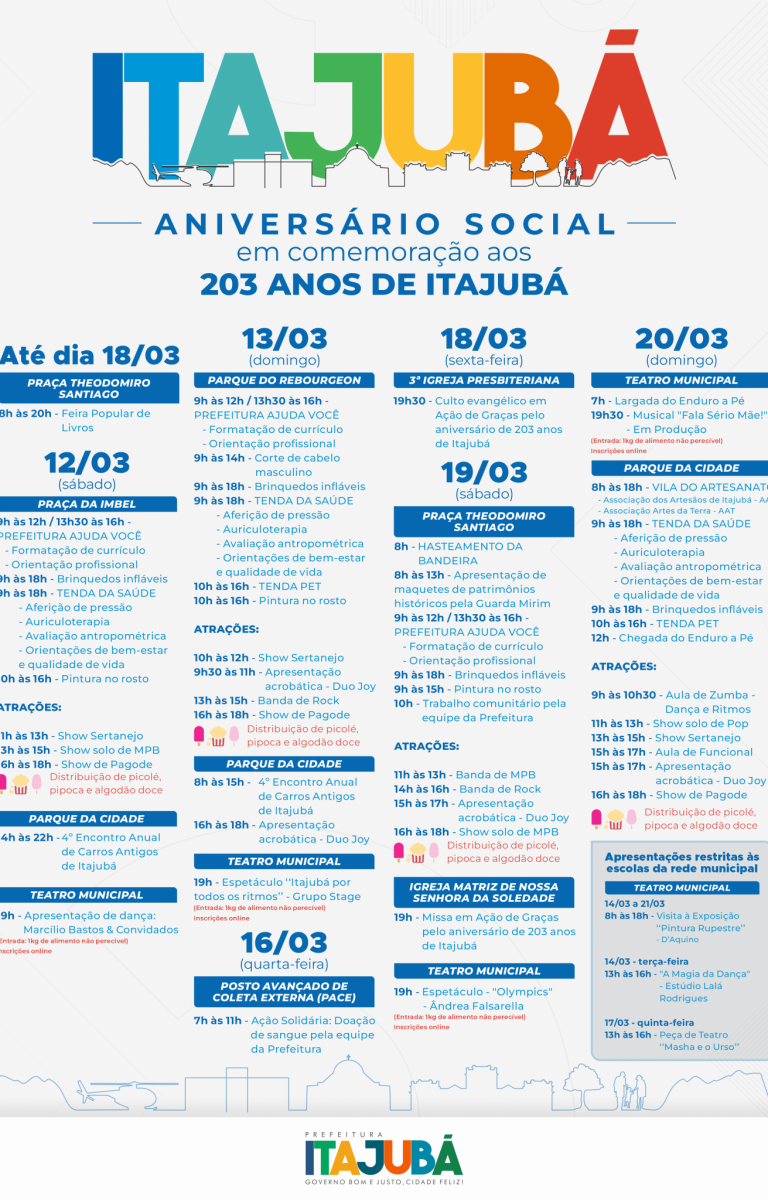 ITAJUBÁ
ANIVERSÁRIO SOCIAL
em comemoração aos
203 ANOS DE ITAJUBÁ
Até dia 18/03
PRAÇA THEODOMIRO
SANTIAGO
8h às 20h - Feira Popular de
Livros
12/03
(sábado)
PRAÇA DA IMBEL
9h às 12h / 13h30 às 16h -
PREFEITURA AJUDA VOCÊ
- Formatação de currículo
- Orientação profissional
9h às 18h - Brinquedos infláveis
9h às 18h - TENDA DA SAÚDE
- Aferição de pressão
- Auriculoterapia
- Avaliação antropométrica
- Orientações de bem-estar
e qualidade de vida
10h às 16h - Pintura no rosto
ATRAÇÕES:
1h às 13h - Show Sertanejo
3h às 15h - Show solo de MPB
6h às 18h - Show de Pagode
Distribuição de picolé,
pipoca e algodão doce
PARQUE DA CIDADE
4h às 22h - 4º Encontro Anual
de Carros Antigos
de Itajubá
TEATRO MUNICIPAL
9h - Apresentação de dança:
Marcílio Bastos & Convidados
(Entrada: 1kg de alimento não perecível)
Inscrições online
13/03
(domingo)
PARQUE DO REBOURGEON
9h às 12h / 13h30 às 16h -
PREFEITURA AJUDA VOCÊ
- Formatação de currículo
- Orientação profissional
9h às 14h - Corte de cabelo
masculino
9h às 18h - Brinquedos infláveis
9h às 18h - TENDA DA SAÚDE
- Aferição de pressão
- Auriculoterapia
- Avaliação antropométrica
- Orientações de bem-estar
e qualidade de vida
10h às 16h - TENDA PET
10h às 16h - Pintura no rosto
ATRAÇÕES:
10h às 12h - Show Sertanejo
9h30 às 11h - Apresentação
acrobática - Duo Joy
13h às 15h - Banda de Rock
16h às 18h - Show de Pagode
Distribuição de picolé,
pipoca e algodão doce
PARQUE DA CIDADE
8h às 15h - 4º Encontro Anual
de Carros Antigos
de Itajubá
16h às 18h - Apresentação
acrobática - Duo Joy
TEATRO MUNICIPAL
19h - Espetáculo ''Itajubá por
todos os ritmos'' - Grupo Stage
(Entrada: 1kg de alimento não perecível)
Inscrições online
16/03
(quarta-feira)
POSTO AVANÇADO DE
COLETA EXTERNA (PACE)
7h às 11h - Ação Solidária: Doação
de sangue pela equipe
da Prefeitura
18/03
(sexta-feira)
3ª IGREJA PRESBITERIANA
19h30 - Culto evangélico em
Ação de Graças pelo
aniversário de 203 anos
de Itajubá
19/03
(sábado)
PRAÇA THEODOMIRO
SANTIAGO
8h - HASTEAMENTO DA
BANDEIRA
8h às 13h - Apresentação de
maquetes de patrimônios
históricos pela Guarda Mirim
9h às 12h / 13h30 às 16h -
PREFEITURA AJUDA VOCÊ
- Formatação de currículo
- Orientação profissional
9h às 18h - Brinquedos infláveis
9h às 15h - Pintura no rosto
10h - Trabalho comunitário pela
equipe da Prefeitura
ATRAÇÕES:
11h às 13h - Banda de MPB
14h às 16h - Banda de Rock
15h às 17h - Apresentação
acrobática - Duo Joy
16h às 18h - Show solo de MPB
Distribuição de picolé,
pipoca e algodão doce
IGREJA MATRIZ DE NOSSA
SENHORA DA SOLEDADE
19h - Missa em Ação de Graças
pelo aniversário de 203 anos
de Itajubá
TEATRO MUNICIPAL
19h - Espetáculo - "Olympics"
- Ândrea Falsarella
(Entrada: 1kg de alimento não perecível)
Inscrições online
20/03
(domingo)
TEATRO MUNICIPAL
7h - Largada do Enduro a Pé
19h30 - Musical "Fala Sério Mãe!"
- Em Produção
(Entrada: 1kg de alimento não perecível)
Inscrições online
PARQUE DA CIDADE
8h às 18h - VILA DO ARTESANATO
- Associação dos Artesãos de Itajubá - AA
- Associação Artes da Terra - AAT
9h às 18h - TENDA DA SAÚDE
- Aferição de pressão
- Auriculoterapia
- Avaliação antropométrica
- Orientações de bem-estar
e qualidade de vida
9h às 18h - Brinquedos infláveis
10h às 16h - TENDA PET
12h - Chegada do Enduro a Pé
ATRAÇÕES:
9h às 10h30 - Aula de Zumba -
Dança e Ritmos
11h às 13h - Show solo de Pop
13h às 15h - Show Sertanejo
15h às 17h - Aula de Funcional
15h às 17h - Apresentação
acrobática - Duo Joy
16h às 18h - Show de Pagode
Distribuição de picolé,
pipoca e algodão doce
Apresentações restritas às
escolas da rede municipal
TEATRO MUNICIPAL
14/03 a 21/03
8h às 18h - Visita à Exposição
''Pintura Rupestre''
- D'Aquino
14/03 - terça-feira
13h às 16h - "A Magia da Dança"
- Estúdio Lalá
Rodrigues
17/03 - quinta-feira
13h às 16h - Peça de Teatro
''Masha e o Urso''
PREFEITURA
ITAJUBÁ
GOVERNO BOM E JUSTO, CIDADE FELIZ!